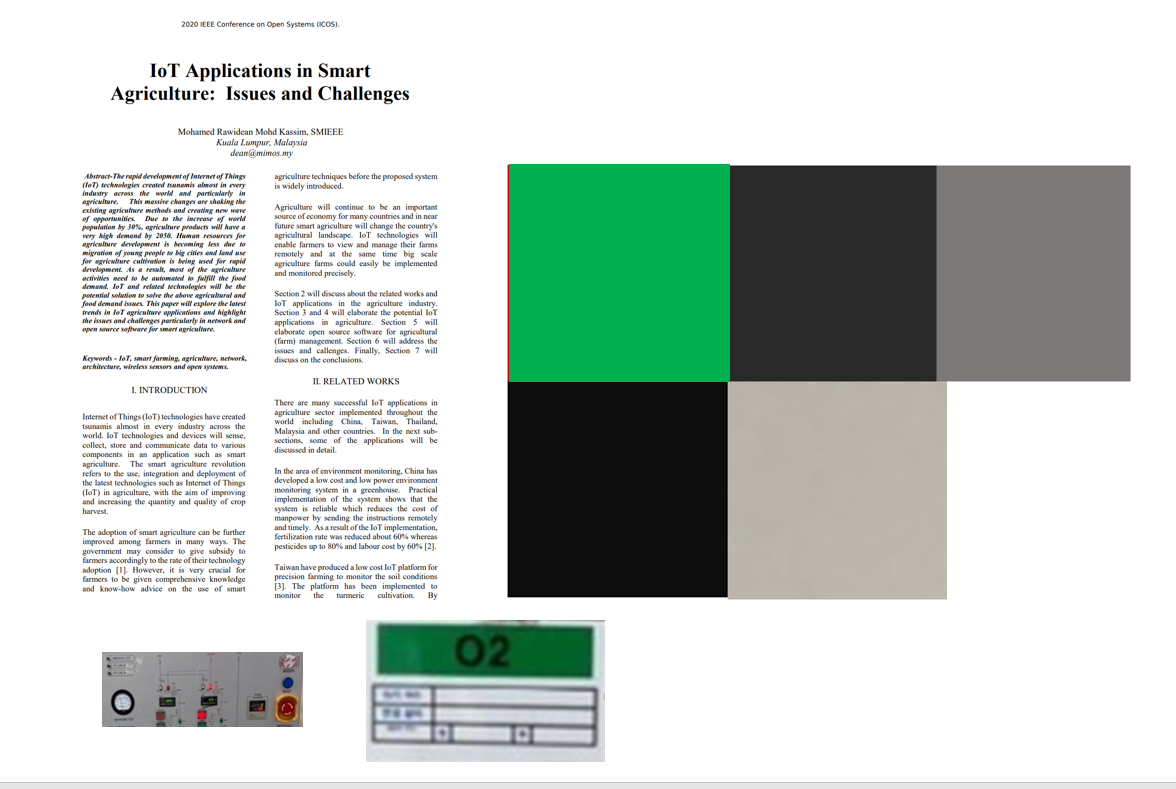 2020 IEEE Conference on Open Systems (ICOS).
IoT Applications in Smart
Agriculture:  Issues and Challenges
Mohamed Rawidean Mohd Kassim, SMIEEE
Kuala Lumpur, Malaysia
dean@mimos.my
Abstract-The rapid development of Internet of Things
(IoT) technologies created tsunamis almost in every
industry across the world and particularly in
agriculture. This massive changes are shaking the
existing agriculture methods and creating new wave
of opportunities. Due to the increase of world
population by 30%, agriculture products will have a
very high demand by 2050. Human resources for
agriculture development is becoming less due to
migration of young people to big cities and land use
for agriculture cultivation is being used for rapid
development. As a result, most of the agriculture
activities need to be automated to fulfill the food
demand. IoT and related technologies will be the
potential solution to solve the above agricultural and
food demand issues. This paper will explore the latest
trends in IoT agriculture applications and highlight
the issues and challenges particularly in network and
open source software for smart agriculture.
Keywords - IoT, smart farming, agriculture, network,
architecture, wireless sensors and open systems.
I. INTRODUCTION
Internet of Things (IoT) technologies have created
tsunamis almost in every industry across the
world. IoT technologies and devices will sense,
collect, store and communicate data to various
components in an application such as smart
agriculture. The smart agriculture revolution
refers to the use, integration and deployment of
the latest technologies such as Internet of Things
(IoT) in agriculture, with the aim of improving
and increasing the quantity and quality of crop
harvest.
The adoption of smart agriculture can be further
improved among farmers in many ways. The
government may consider to give subsidy to
farmers accordingly to the rate of their technology
adoption [1]. However, it is very crucial for
farmers to be given comprehensive knowledge
and know-how advice on the use of smart
agriculture techniques before the proposed system
is widely introduced.
Agriculture will continue to be an important
source of economy for many countries and in near
future smart agriculture will change the country's
agricultural landscape. IoT technologies will
enable farmers to view and manage their farms
remotely and at the same time big scale
agriculture farms could easily be implemented
and monitored precisely.
Section 2 will discuss about the related works and
IoT applications in the agriculture industry.
Section 3 and 4 will elaborate the potential IoT
applications in agriculture. Section 5 will
elaborate open source software for agricultural
(farm) management. Section 6 will address the
issues and callenges. Finally, Section 7 will
discuss on the conclusions.
II. RELATED WORKS
There are many successful IoT applications in
agriculture sector implemented throughout the
world including China, Taiwan, Thailand,
Malaysia and other countries. In the next sub-
sections, some of the applications will be
discussed in detail.
In the area of environment monitoring, China has
developed a low cost and low power environment
monitoring system in a greenhouse. Practical
implementation of the system shows that the
system is reliable which reduces the cost of
manpower by sending the instructions remotely
and timely. As a result of the IoT implementation,
fertilization rate was reduced about 60% whereas
pesticides up to 80% and labour cost by 60% [2].
Taiwan have produced a low cost IoT platform for
precision farming to monitor the soil conditions
[3]. The platform has been implemented to
monitor the turmeric cultivation. By
O2